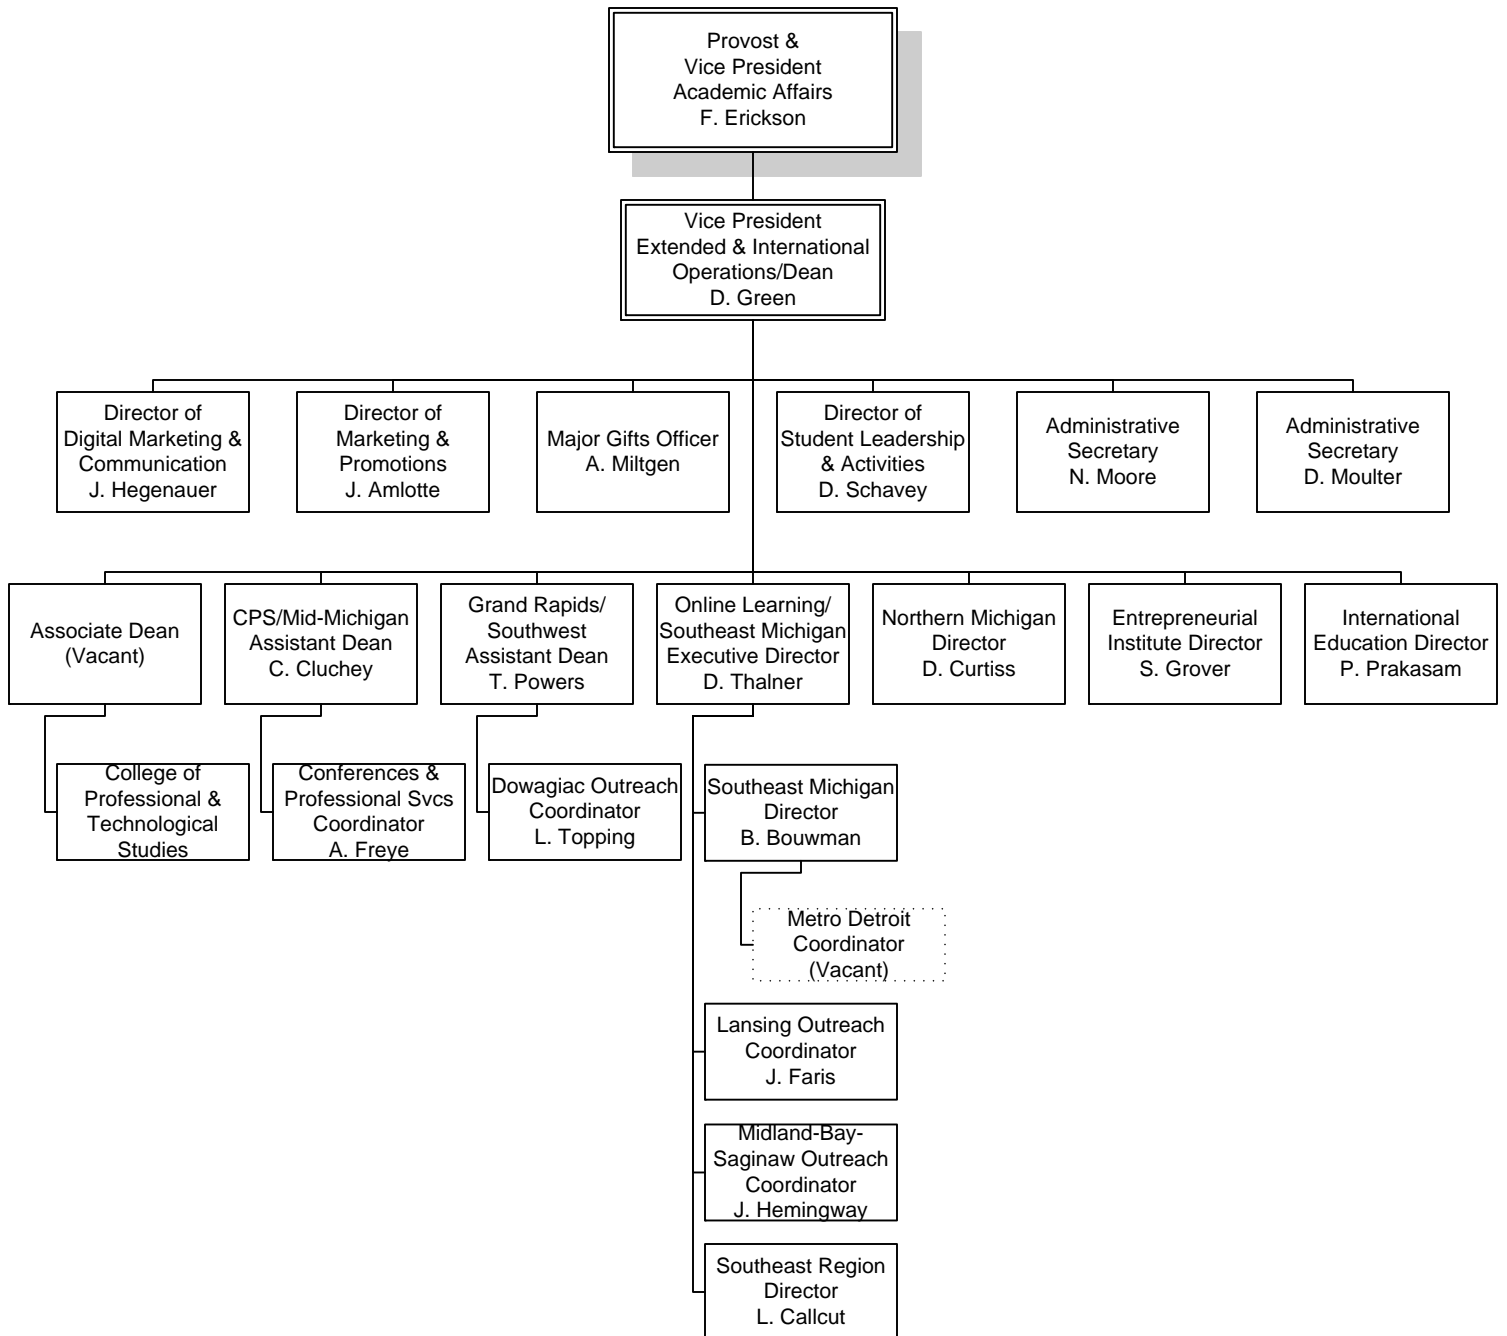 Provost &
Vice President
Academic Affairs
F. Erickson
Vice President
Extended & International
Operations/Dean
D. Green
Director of
Digital Marketing &
Communication
J. Hegenauer
Director of
Marketing &
Promotions
J. Amlotte
Major Gifts Officer
A. Miltgen
Director of
Student Leadership
& Activities
D. Schavey
Administrative
Secretary
N. Moore
Administrative
Secretary
D. Moulter
Associate Dean
(Vacant)
CPS/Mid-Michigan
Assistant Dean
C. Cluchey
Grand Rapids/
Southwest
Assistant Dean
T. Powers
Online Learning/
Southeast Michigan
Executive Director
D. Thalner
Northern Michigan
Director
D. Curtiss
Entrepreneurial
Institute Director
S. Grover
International
Education Director
P. Prakasam
College of
Professional &
Technological
Studies
Conferences &
Professional Svcs
Coordinator
A. Freye
Dowagiac Outreach
Coordinator
L. Topping
Southeast Michigan
Director
B. Bouwman
Metro Detroit
Coordinator
(Vacant)
Lansing Outreach
Coordinator
J. Faris
Midland-Bay-
Saginaw Outreach
Coordinator
J. Hemingway
Southeast Region
Director
L. Callcut